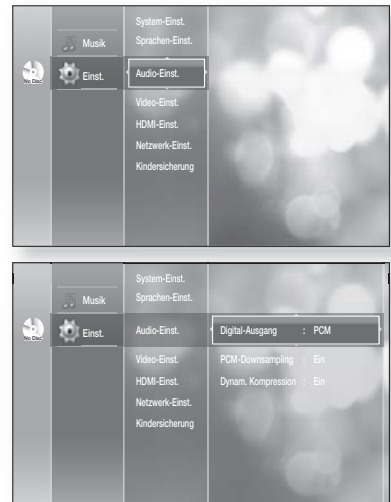 System-Einst.
Musik
Sprachen-Einst.
No Disc
Einst.
Audio-Einst.
Video-Einst.
HDMI-Einst.
Netzwerk-Einst.
Kindersicherung
System-Einst.
Musik
Sprachen-Einst.
No Disc
Einst.
Audio-Einst.
Digital-Ausgang : PCM
Video-Einst.
PCM-Downsampling : Ein
HDMI-Einst.
Dynam. Kompression : Ein
Netzwerk-Einst.
Kindersicherung